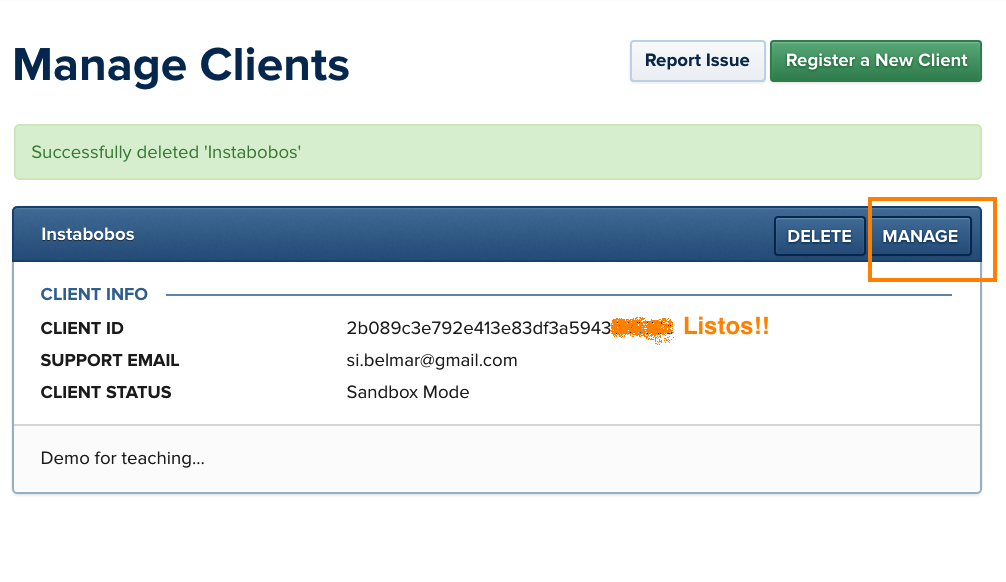 Manage Clients
Report Issue
Register a New Client
Successfully deleted 'Instabobos'
Instabobos
DELETE
MANAGE
CLIENT INFO
CLIENT ID 2b089c3e792e413e83df3a5943 Listos!!
SUPPORT EMAIL si.belmar@gmail.com
CLIENT STATUS Sandbox Mode
Demo for teaching...